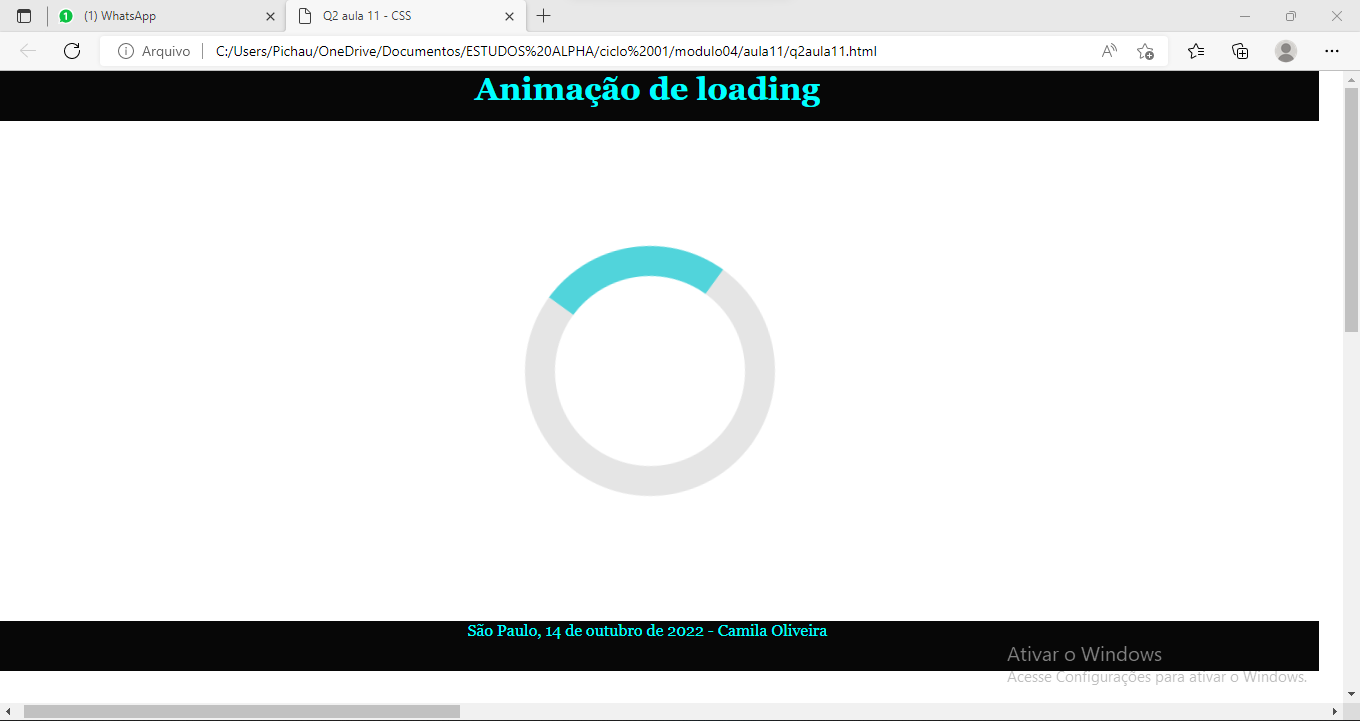 1 (1) WhatsApp
Q2 aula 11 - CSS
Arquivo C:/Users/Pichau/OneDrive/Documentos/ESTUDOS%20ALPHA/ciclo%2001/modulo04/aula11/q2aula11.html
Animação de loading
São Paulo, 14 de outubro de 2022 - Camila Oliveira
Ativar o Windows
Acesse Configurações para ativar o Windows.